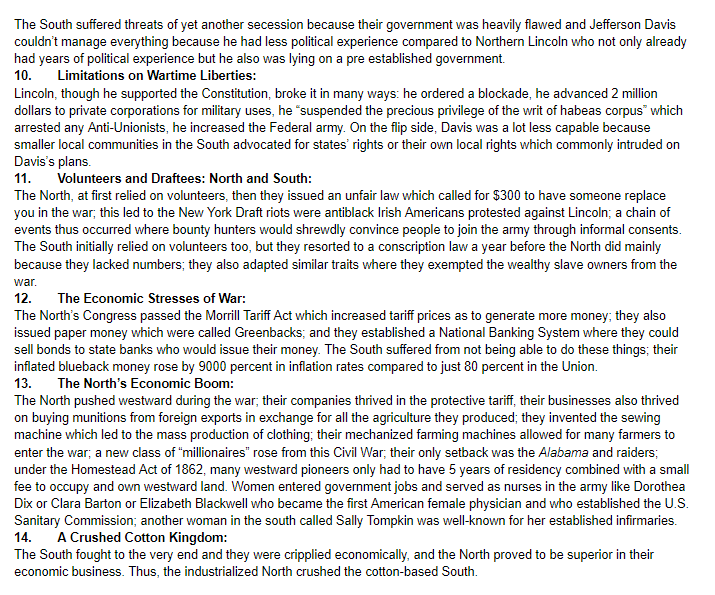 The South suffered threats of yet another secession because their government was heavily flawed and Jefferson Davis
couldn't manage everything because he had less political experience compared to Northern Lincoln who not only already
had years of political experience but he also was lying on a pre established government.
10. Limitations on Wartime Liberties:
Lincoln, though he supported the Constitution, broke it in many ways: he ordered a blockade, he advanced 2 million
dollars to private corporations for military uses, he “suspended the precious privilege of the writ of habeas corpus” which
arrested any Anti-Unionists, he increased the Federal army. On the flip side, Davis was a lot less capable because
smaller local communities in the South advocated for states’ rights or their own local rights which commonly intruded on
Davis’s plans.
11. Volunteers and Draftees: North and South:
The North, at first relied on volunteers, then they issued an unfair law which called for $300 to have someone replace
you in the war; this led to the New York Draft riots were antiblack Irish Americans protested against Lincoln; a chain of
events thus occurred where bounty hunters would shrewdly convince people to join the army through informal consents.
The South initially relied on volunteers too, but they resorted to a conscription law a year before the North did mainly
because they lacked numbers; they also adapted similar traits where they exempted the wealthy slave owners from the
war.
12. The Economic Stresses of War:
The North’s Congress passed the Morrill Tariff Act which increased tariff prices as to generate more money; they also
issued paper money which were called Greenbacks; and they established a National Banking System where they could
sell bonds to state banks who would issue their money. The South suffered from not being able to do these things; their
inflated blueback money rose by 9000 percent in inflation rates compared to just 80 percent in the Union.
13. The North’s Economic Boom:
The North pushed westward during the war; their companies thrived in the protective tariff, their businesses also thrived
on buying munitions from foreign exports in exchange for all the agriculture they produced; they invented the sewing
machine which led to the mass production of clothing; their mechanized farming machines allowed for many farmers to
enter the war; a new class of “millionaires” rose from this Civil War; their only setback was the Alabama and raiders;
under the Homestead Act of 1862, many westward pioneers only had to have 5 years of residency combined with a small
fee to occupy and own westward land. Women entered government jobs and served as nurses in the army like Dorothea
Dix or Clara Barton or Elizabeth Blackwell who became the first American female physician and who established the U.S.
Sanitary Commission; another woman in the south called Sally Tompkin was well-known for her established infirmaries.
14. A Crushed Cotton Kingdom:
The South fought to the very end and they were cripplied economically, and the North proved to be superior in their
economic business. Thus, the industrialized North crushed the cotton-based South.